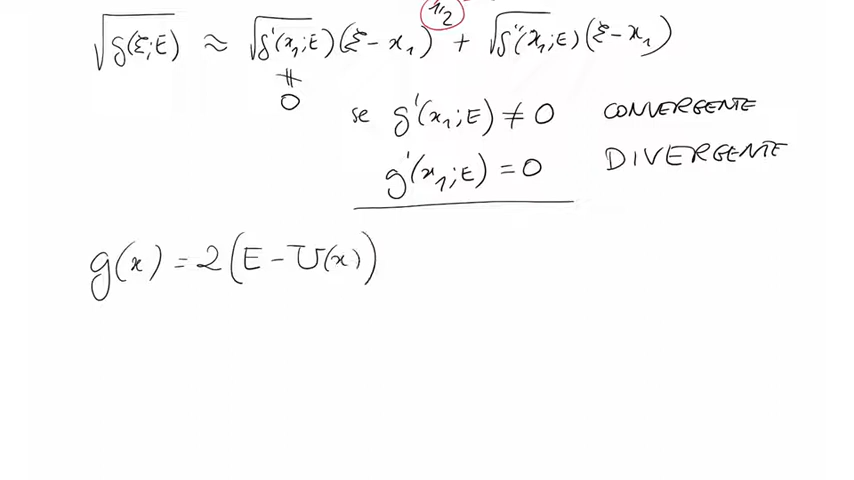 √g(ξ;E) ≈ √g'(x₁;E) (ξ - x₁)^1/2 + √g''(x₁;E) (ξ - x₁)
≠
0
se g'(x₁;E) ≠ 0 CONVERGENTE
g'(x₁;E) = 0 DIVERGENTE
g(x) = 2(E - U(x))